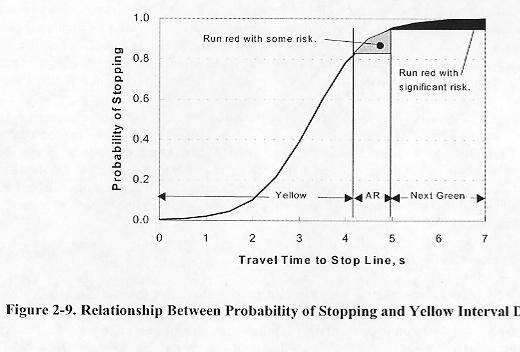 1.0
Run red with some risk.
0.8
Run red with
significant risk.
0.6
Probability of Stopping
0.4
0.2
Yellow
AR
Next Green
0.0
0 1 2 3 4 5 6 7
Travel Time to Stop Line, s
Figure 2-9. Relationship Between Probability of Stopping and Yellow Interval D